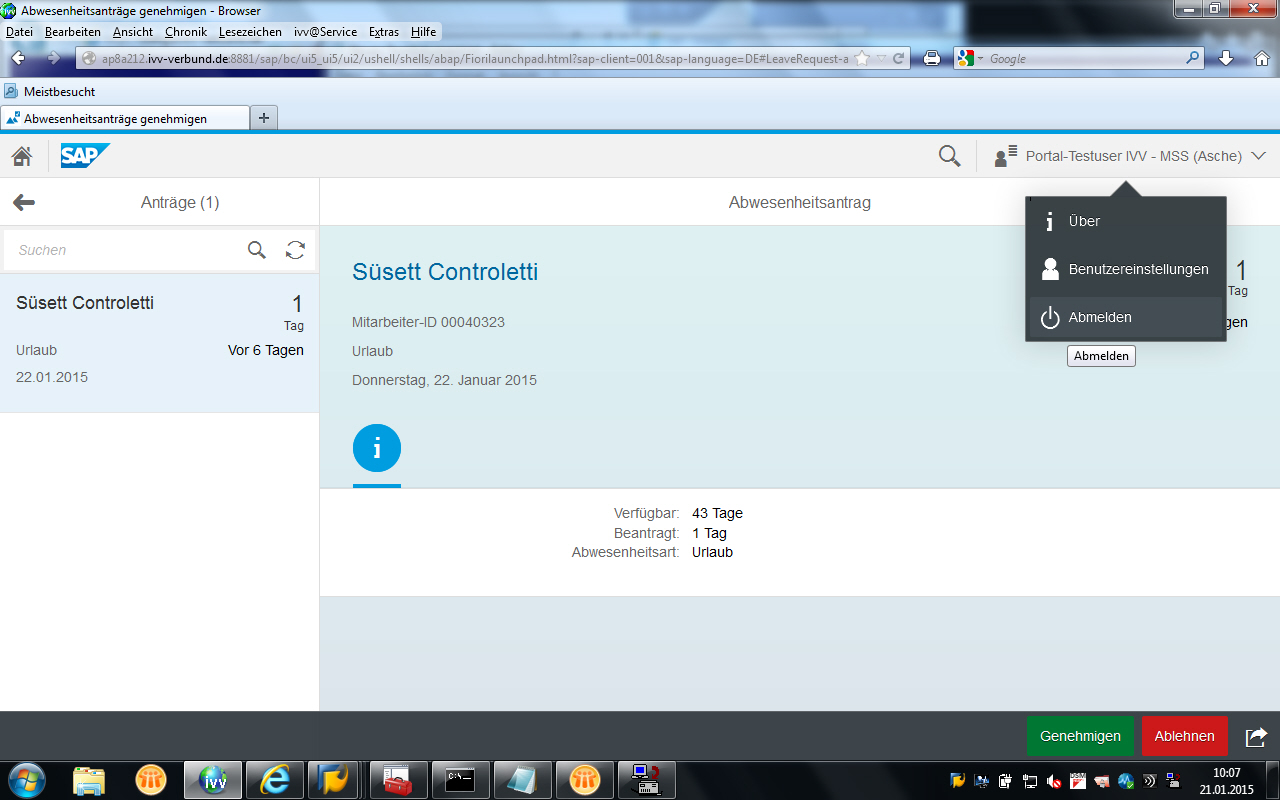 Abwesenheitsanträge genehmigen - Browser
Datei Bearbeiten Ansicht Chronik Lesezeichen ivv@Service Extras Hilfe
ap8a212.ivv-verbund.de:8881/sap/bc/ui5_ui5/ui2/ushell/shells/abap/Fiorilaunchpad.html?sap-client=001&sap-language=DE#LeaveRequest-a
Google
Meistbesucht
Abwesenheitsanträge genehmigen
SAP
Portal-Testuser IVV - MSS (Asche)
Anträge (1)
Abwesenheitsantrag
Über
Benutzereinstellungen
Abmelden
Abmelden
Suchen
Süsett Controletti
1
Tag
Urlaub
Vor 6 Tagen
22.01.2015
Süsett Controletti
1
Tag
Mitarbeiter-ID 00040323
gen
Urlaub
Donnerstag, 22. Januar 2015
Verfügbar: 43 Tage
Beantragt: 1 Tag
Abwesenheitsart: Urlaub
Genehmigen
Ablehnen
ivv
C:\_
10:07
21.01.2015